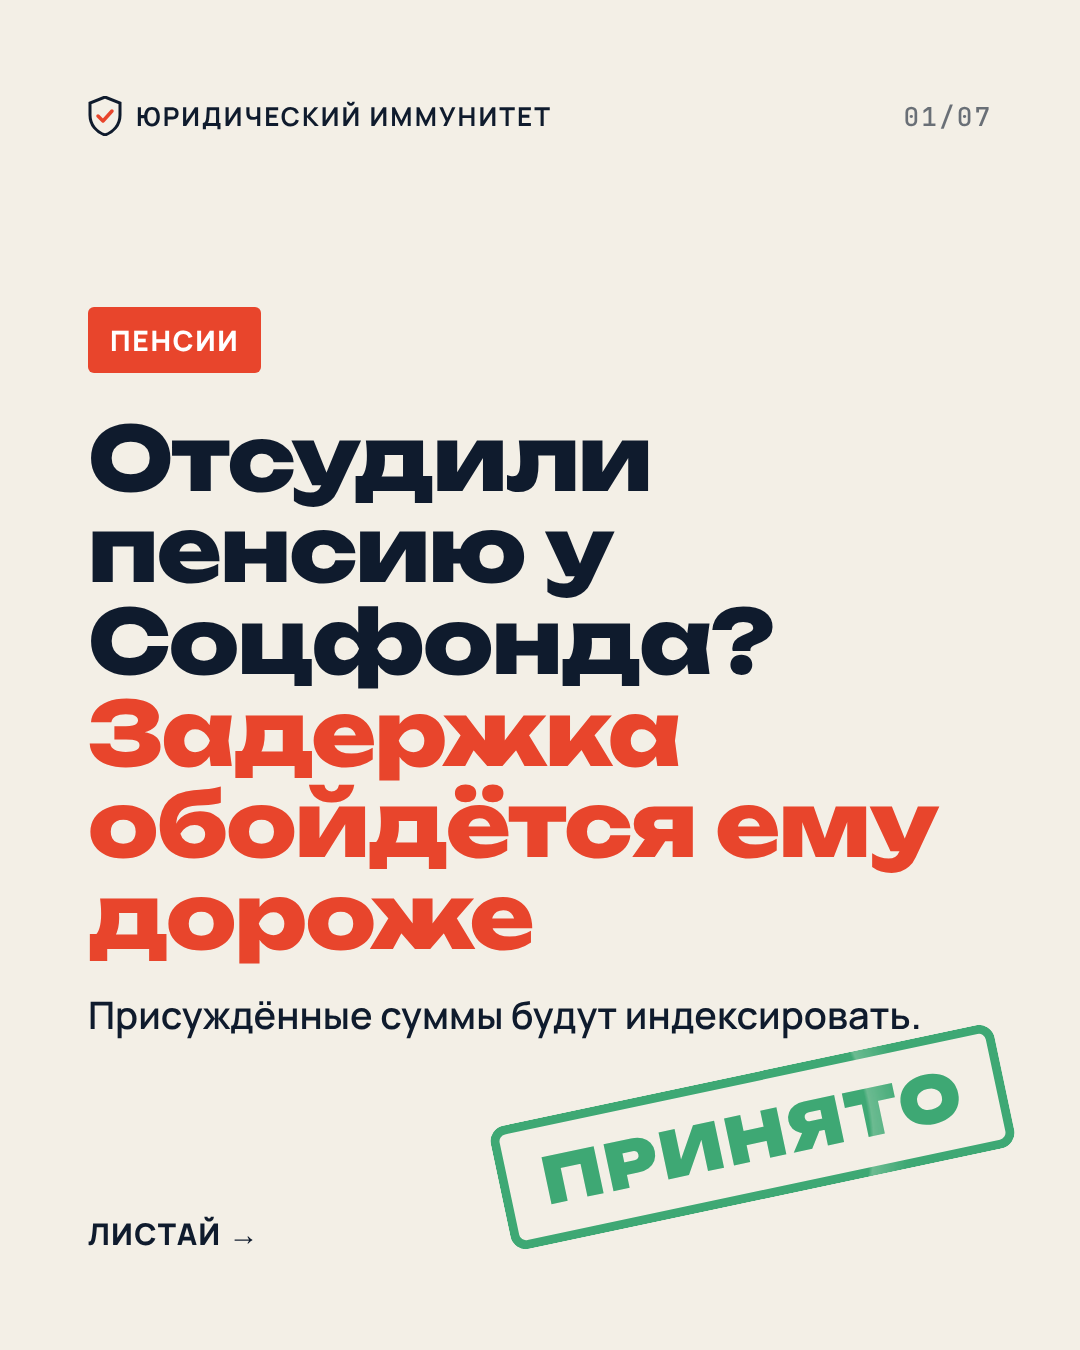 ЮРИДИЧЕСКИЙ ИММУНИТЕТ
01/07
ПЕНСИИ
Отсудили
пенсию у
Соцфонда?
Задержка
обойдётся ему
дороже
Присуждённые суммы будут индексировать.
ПРИНЯТО
ЛИСТАЙ →